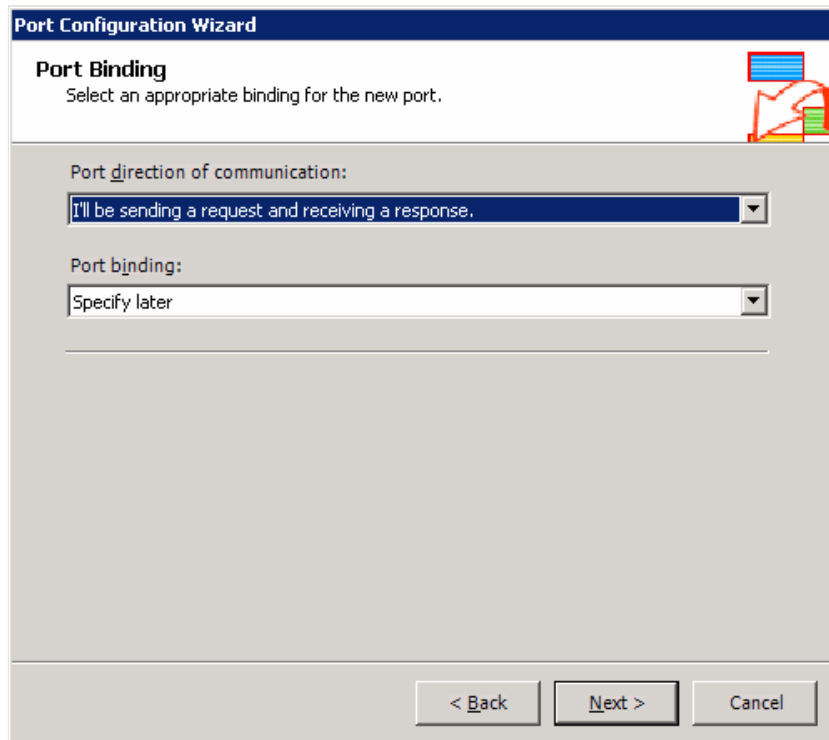 Port Configuration Wizard
Port Binding
Select an appropriate binding for the new port.
Port direction of communication:
I'll be sending a request and receiving a response.
Port binding:
Specify later
< Back Next > Cancel